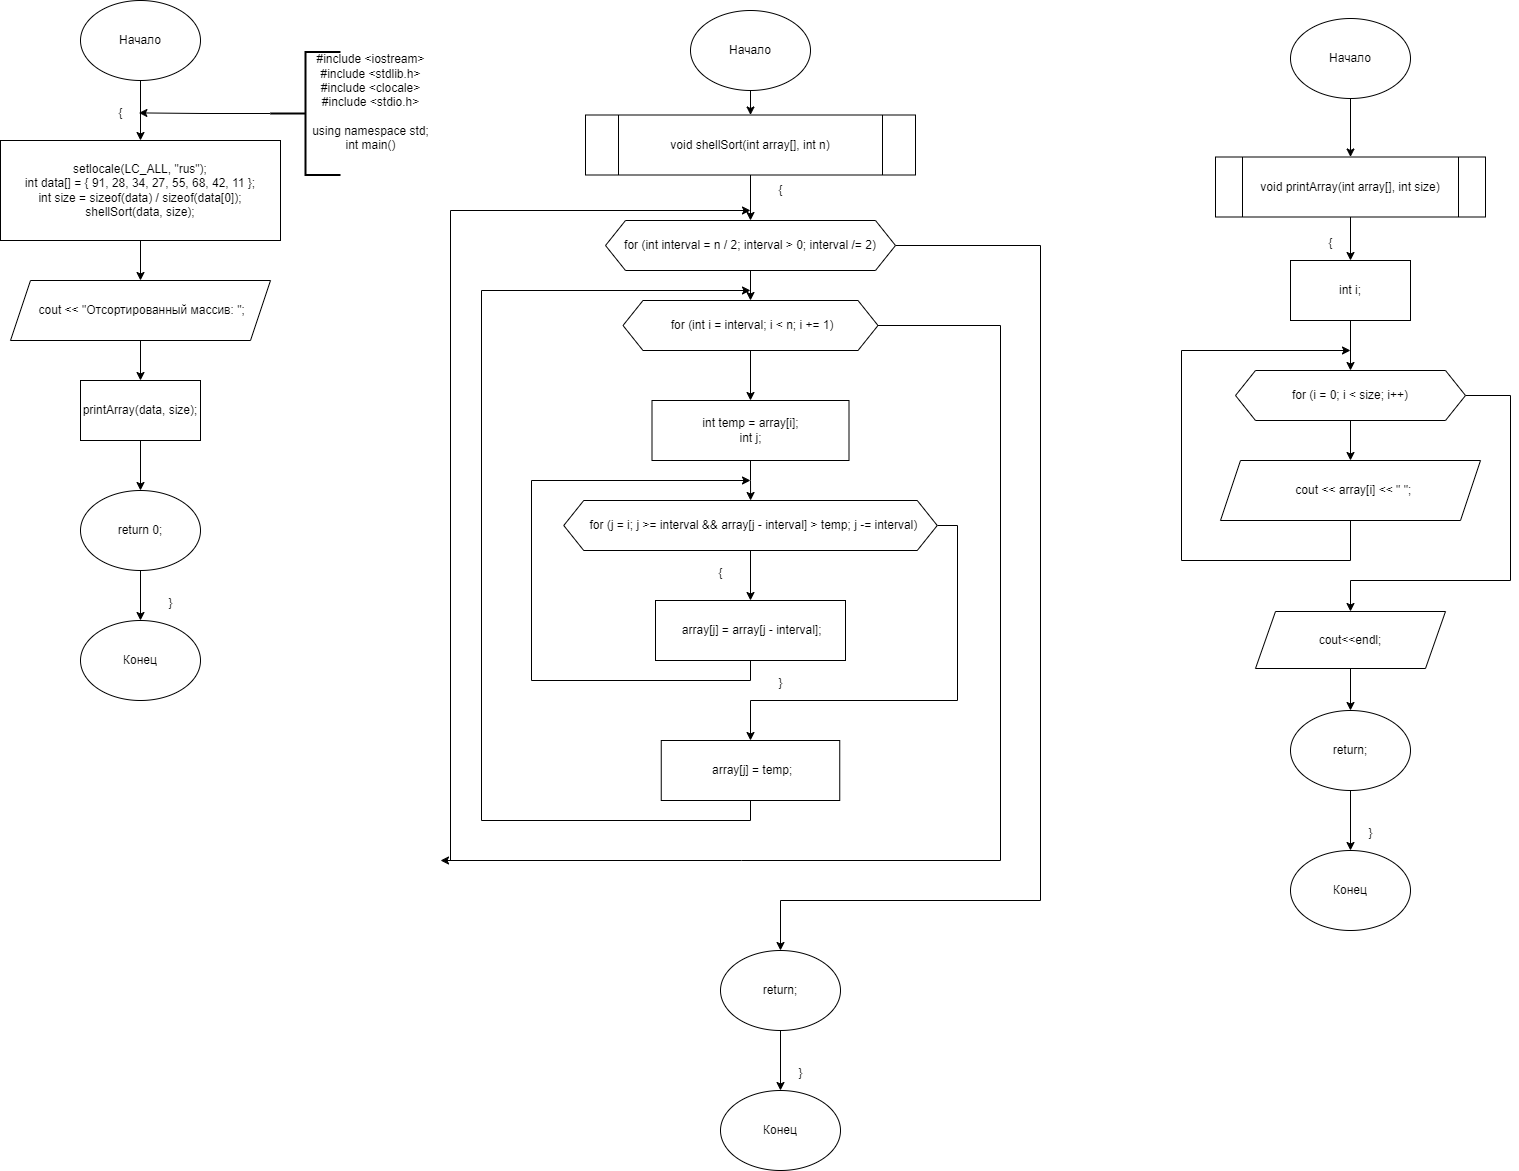 Начало
{
#include <iostream>
#include <stdlib.h>
#include <clocale>
#include <stdio.h>
using namespace std;
int main()
setlocale(LC_ALL, "rus");
int data[] = { 91, 28, 34, 27, 55, 68, 42, 11 };
int size = sizeof(data) / sizeof(data[0]);
shellSort(data, size);
cout << "Отсортированный массив: ";
printArray(data, size);
return 0;
}
Конец
Начало
void shellSort(int array[], int n)
{
for (int interval = n / 2; interval > 0; interval /= 2)
for (int i = interval; i < n; i += 1)
int temp = array[i];
int j;
for (j = i; j >= interval && array[j - interval] > temp; j -= interval)
{
array[j] = array[j - interval];
}
array[j] = temp;
return;
}
Конец
Начало
void printArray(int array[], int size)
{
int i;
for (i = 0; i < size; i++)
cout << array[i] << " ";
cout<<endl;
return;
}
Конец